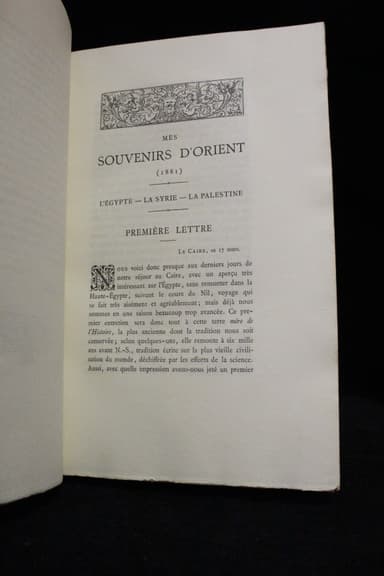 MES
SOUVENIRS D'ORIENT
(1881)
L'ÉGYPTE — LA SYRIE — LA PALESTINE
PREMIÈRE LETTRE
LE CAIRE, ce 17 mars.
NOUS voici donc presque aux derniers jours de
notre séjour au Caire, avec un aperçu très
intéressant sur l'Égypte, sans remonter dans la
Haute-Égypte, suivant le cours du Nil, voyage qui
se fait très aisément et agréablement; mais déjà nous
sommes en une saison beaucoup trop avancée. Ce pre-
mier entretien sera donc tout à cette terre mère de
l'Histoire, la plus ancienne dont la tradition nous soit
conservée; selon quelques-uns, elle remonte à six mille
ans avant N.-S., tradition écrite sur la plus vieille civili-
sation du monde, déchiffrée par les efforts de la science.
Aussi, avec quelle impression avons-nous jeté un premier